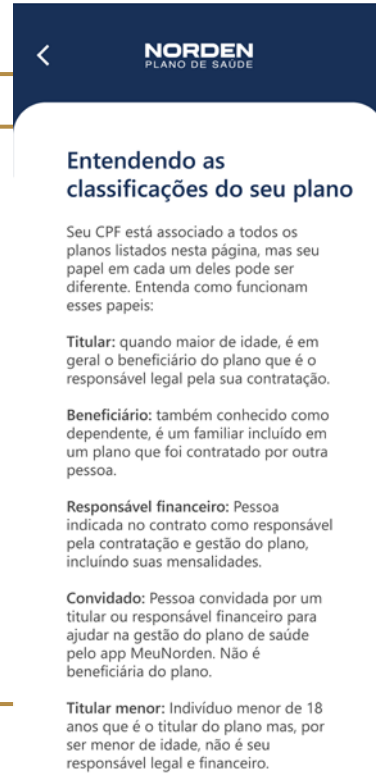 NORDEN
PLANO DE SAÚDE
Entendendo as
classificações do seu plano
Seu CPF está associado a todos os
planos listados nesta página, mas seu
papel em cada um deles pode ser
diferente. Entenda como funcionam
esses papeis:
Titular: quando maior de idade, é em
geral o beneficiário do plano que é o
responsável legal pela sua contratação.
Beneficiário: também conhecido como
dependente, é um familiar incluído em
um plano que foi contratado por outra
pessoa.
Responsável financeiro: Pessoa
indicada no contrato como responsável
pela contratação e gestão do plano,
incluíndo suas mensalidades.
Convidado: Pessoa convidada por um
titular ou responsável financeiro para
ajudar na gestão do plano de saúde
pelo app MeuNorden. Não é
beneficiária do plano.
Titular menor: Indivíduo menor de 18
anos que é o titular do plano mas, por
ser menor de idade, não é seu
responsável legal e financeiro.